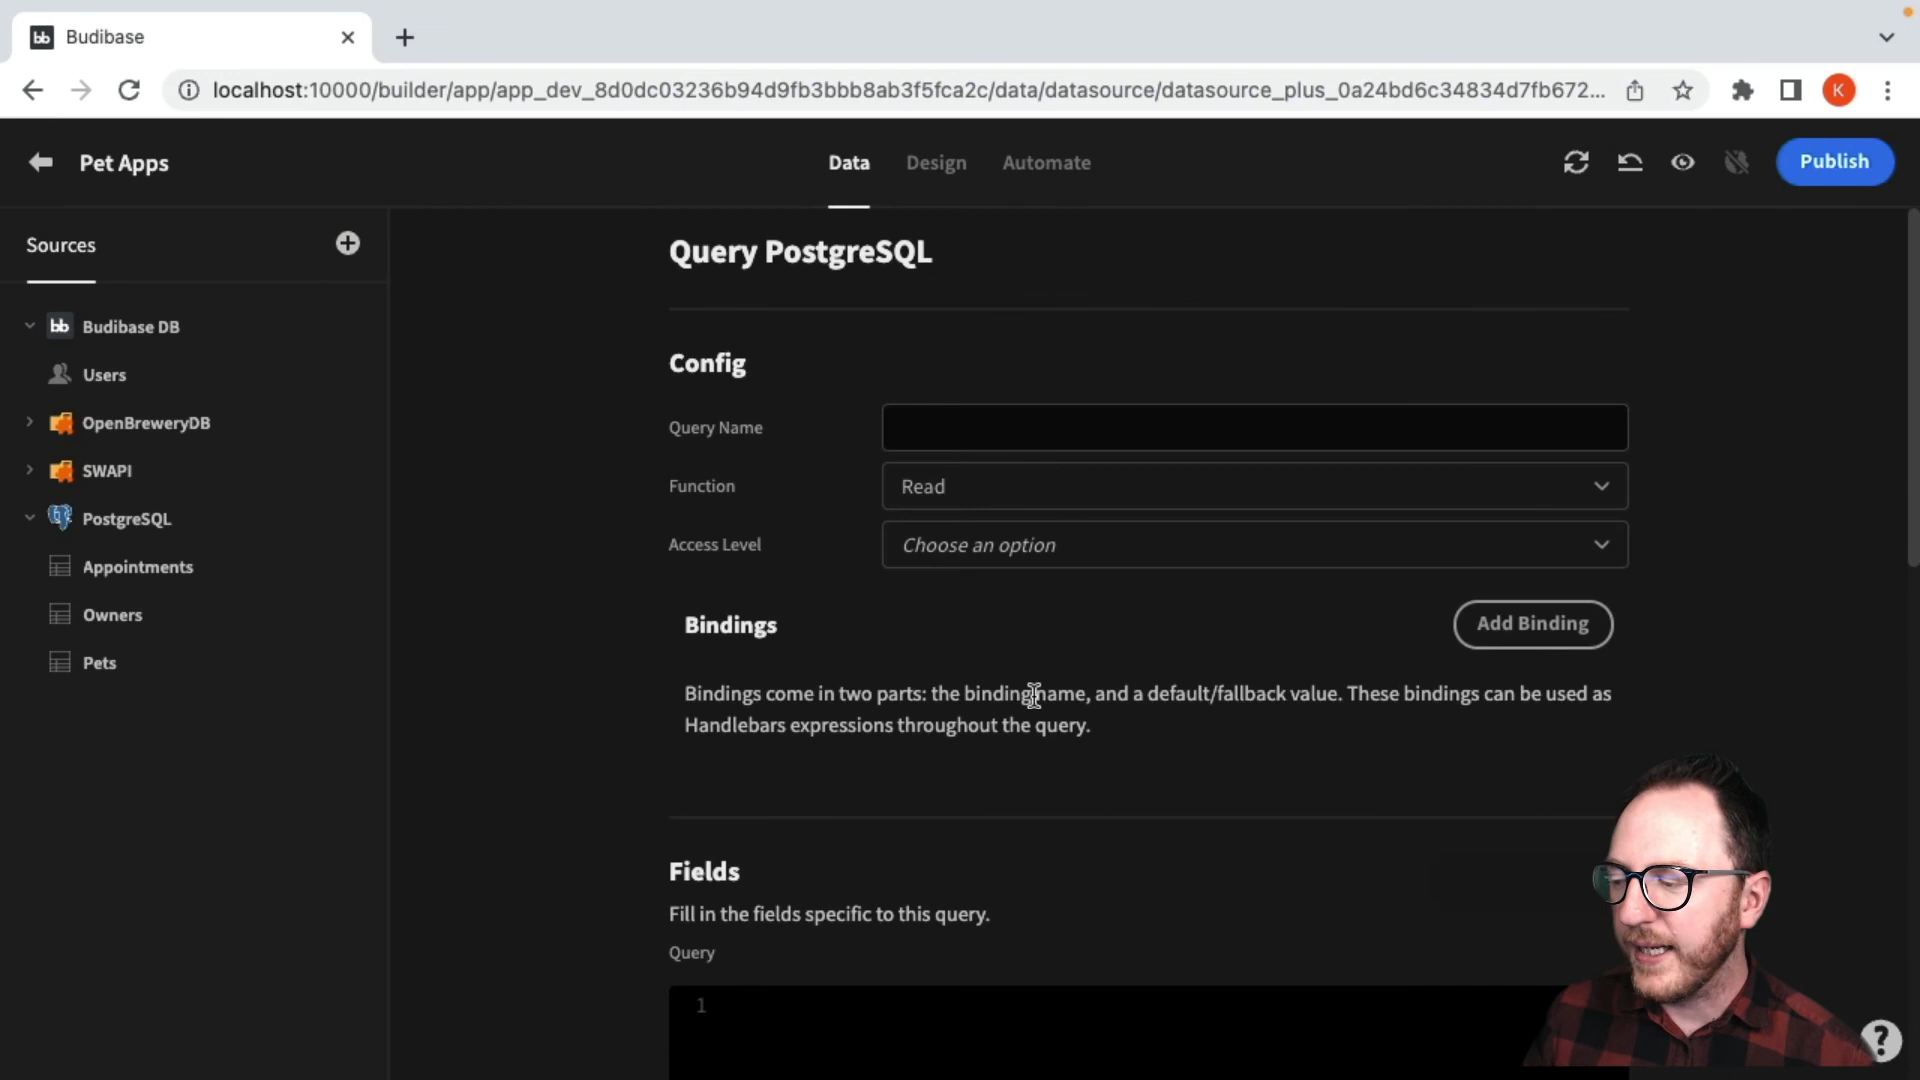 bb Budibase
localhost:10000/builder/app/app_dev_8d0dc03236b94d9fb3bbb8ab3f5fca2c/data/datasource/datasource_plus_0a24bd6c34834d7fb672...
K
Pet Apps
Data
Design
Automate
Publish
Sources
bb Budibase DB
Users
OpenBreweryDB
SWAPI
PostgreSQL
Appointments
Owners
Pets
Query PostgreSQL
Config
Query Name
Function
Read
Access Level
Choose an option
Bindings
Add Binding
Bindings come in two parts: the binding name, and a default/fallback value. These bindings can be used as
Handlebars expressions throughout the query.
Fields
Fill in the fields specific to this query.
Query
1
?